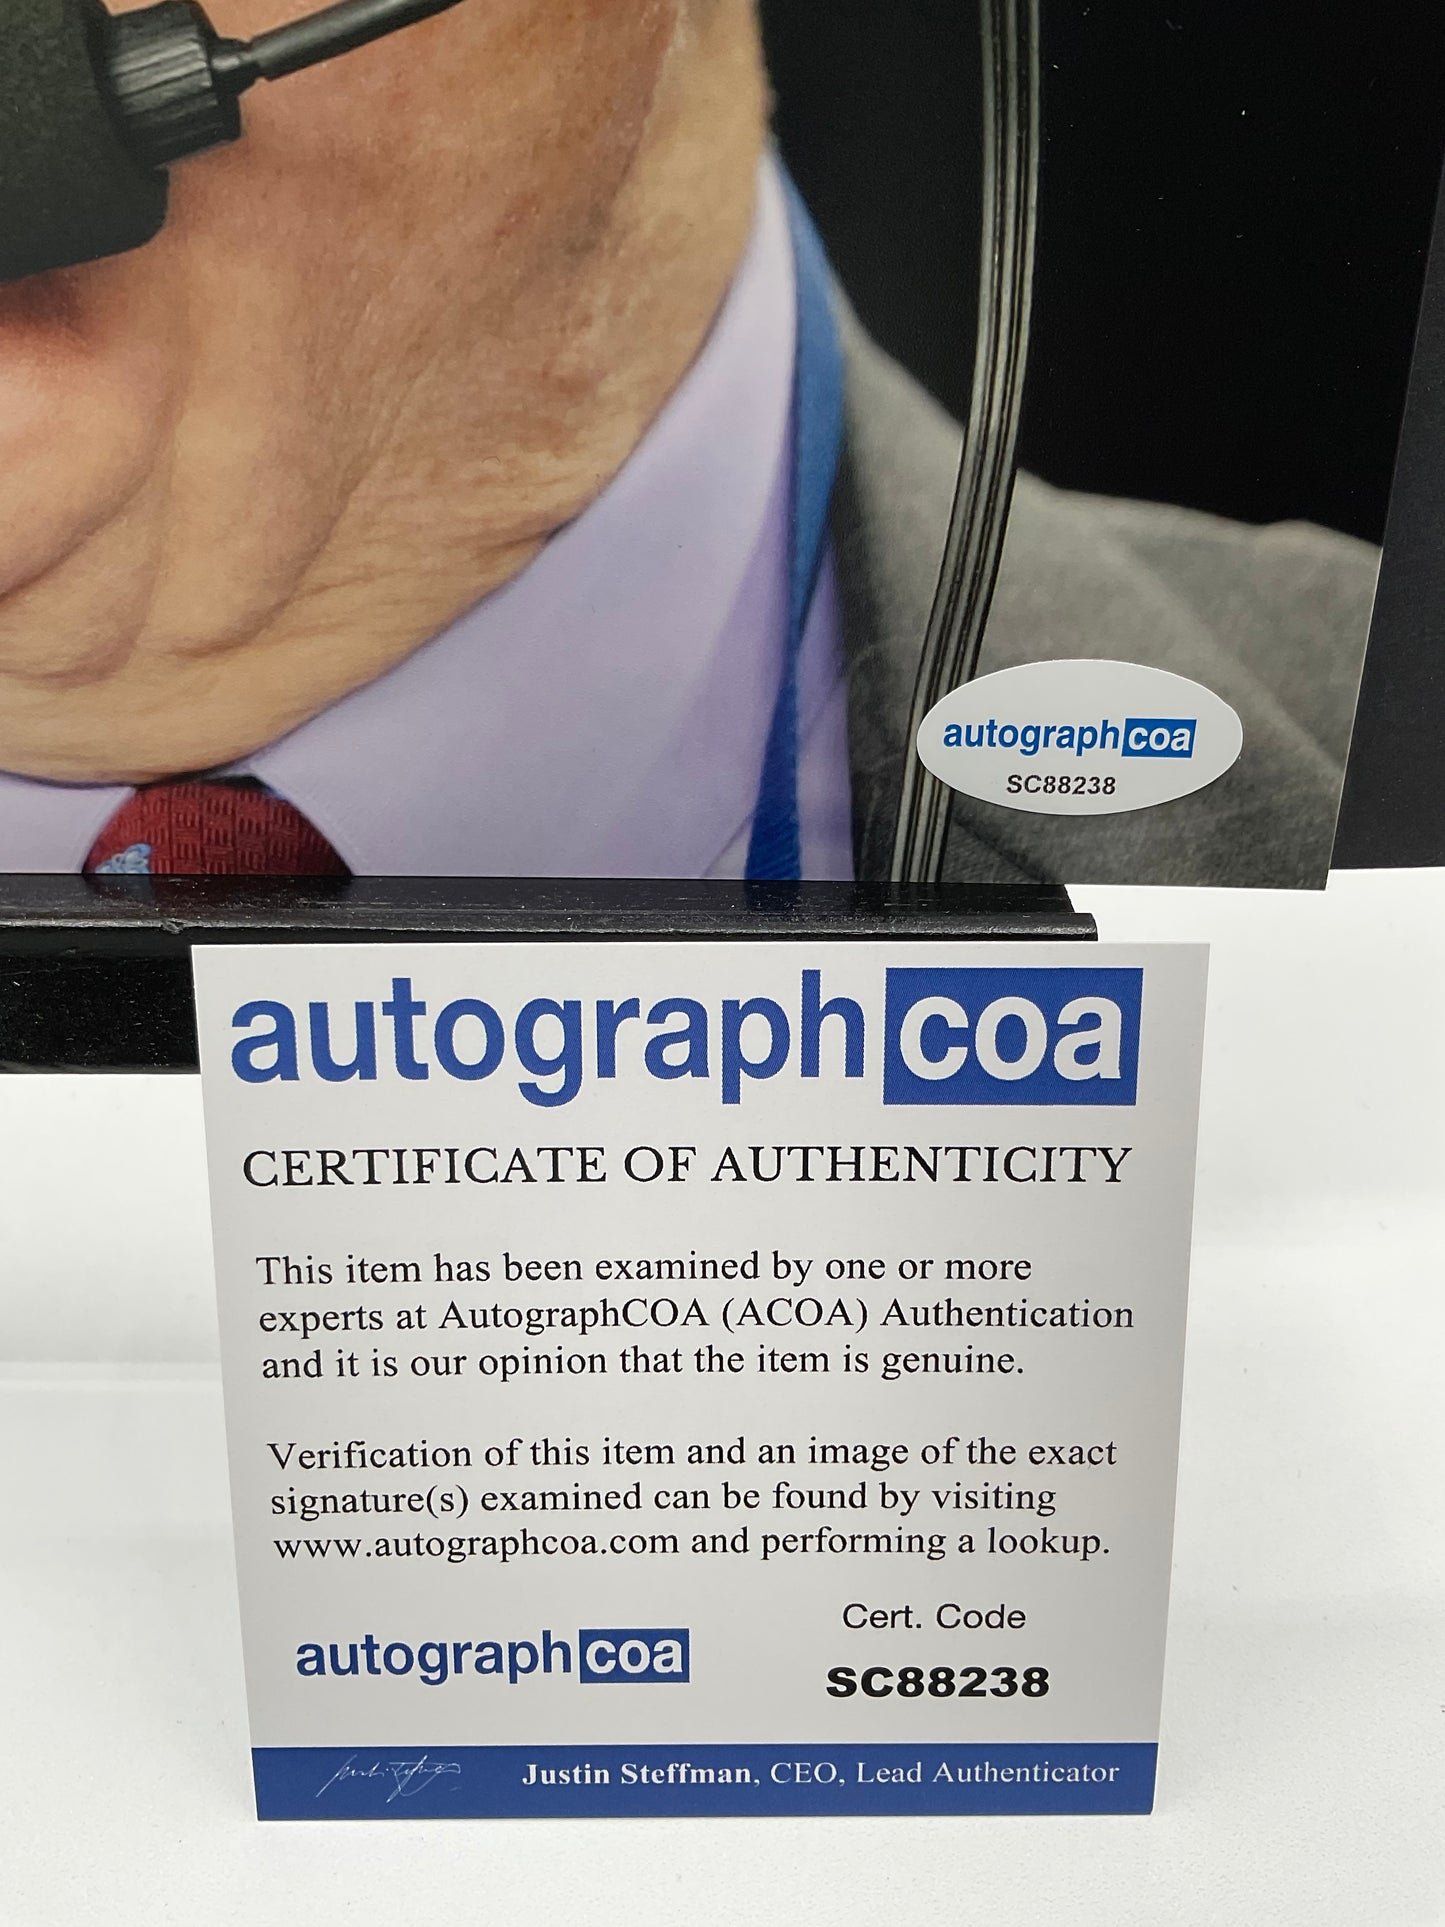 autographcoa
SC88238
autographcoa
CERTIFICATE OF AUTHENTICITY
This item has been examined by one or more
experts at AutographCOA (ACOA) Authentication
and it is our opinion that the item is genuine.
Verification of this item and an image of the exact
signature(s) examined can be found by visiting
www.autographcoa.com and performing a lookup.
Cert. Code
autographcoa
SC88238
Justin Steffman, CEO, Lead Authenticator